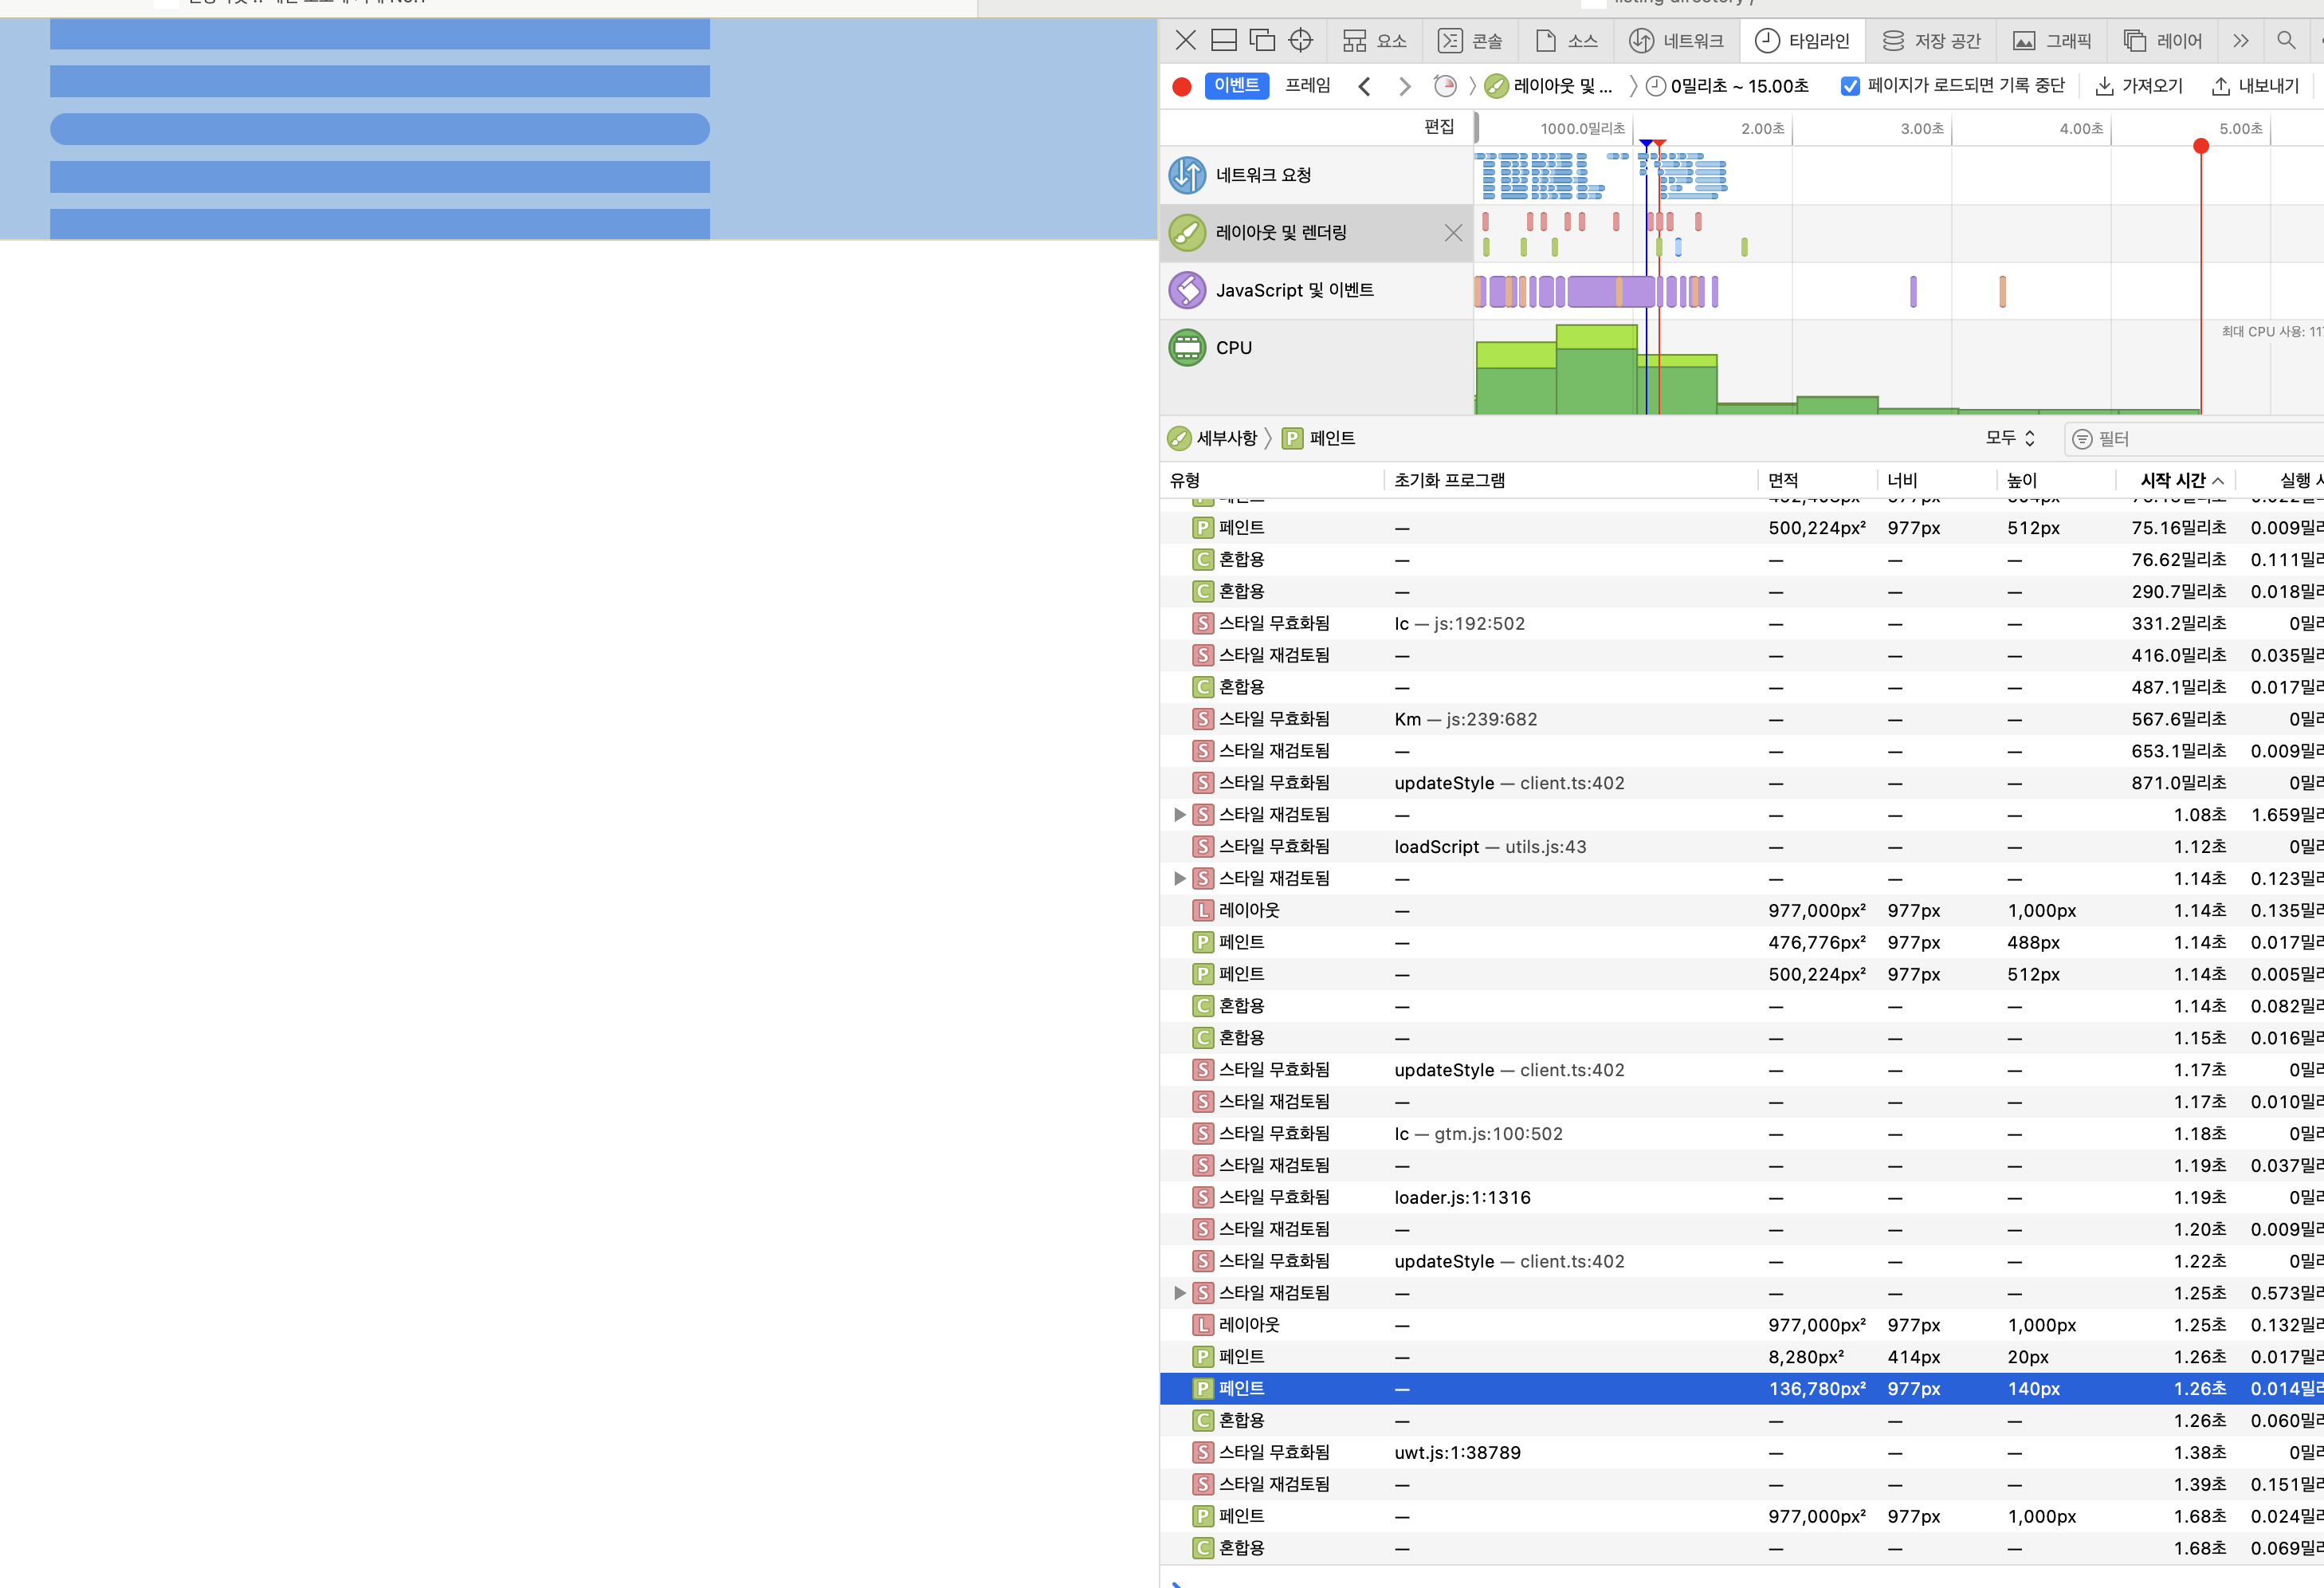 listing directory /
요소
콘솔
소스
네트워크
타임라인
저장 공간
그래픽
레이어
이벤트
프레임
레이아웃 및 ...
0밀리초 ~ 15.00초
페이지가 로드되면 기록 중단
가져오기
내보내기
편집
1000.0밀리초
2.00초
3.00초
4.00초
5.00초
네트워크 요청
레이아웃 및 렌더링
JavaScript 및 이벤트
CPU
최대 CPU 사용: 11
세부사항
P 페인트
모두
필터
유형 초기화 프로그램 면적 너비 높이 시작 시간 실행
P 페인트 — 500,224px² 977px 512px 75.16밀리초 0.009밀리
C 혼합용 — — — — 76.62밀리초 0.111밀리
C 혼합용 — — — — 290.7밀리초 0.018밀리
S 스타일 무효화됨 lc — js:192:502 — — — 331.2밀리초 0밀리
S 스타일 재검토됨 — — — — 416.0밀리초 0.035밀리
C 혼합용 — — — — 487.1밀리초 0.017밀리
S 스타일 무효화됨 Km — js:239:682 — — — 567.6밀리초 0밀리
S 스타일 재검토됨 — — — — 653.1밀리초 0.009밀리
S 스타일 무효화됨 updateStyle — client.ts:402 — — — 871.0밀리초 0밀리
S 스타일 재검토됨 — — — — 1.08초 1.659밀리
S 스타일 무효화됨 loadScript — utils.js:43 — — — 1.12초 0밀리
S 스타일 재검토됨 — — — — 1.14초 0.123밀리
L 레이아웃 — 977,000px² 977px 1,000px 1.14초 0.135밀리
P 페인트 — 476,776px² 977px 488px 1.14초 0.017밀리
P 페인트 — 500,224px² 977px 512px 1.14초 0.005밀리
C 혼합용 — — — — 1.14초 0.082밀리
C 혼합용 — — — — 1.15초 0.016밀리
S 스타일 무효화됨 updateStyle — client.ts:402 — — — 1.17초 0밀리
S 스타일 재검토됨 — — — — 1.17초 0.010밀리
S 스타일 무효화됨 lc — gtm.js:100:502 — — — 1.18초 0밀리
S 스타일 재검토됨 — — — — 1.19초 0.037밀리
S 스타일 무효화됨 loader.js:1:1316 — — — 1.19초 0밀리
S 스타일 재검토됨 — — — — 1.20초 0.009밀리
S 스타일 무효화됨 updateStyle — client.ts:402 — — — 1.22초 0밀리
S 스타일 재검토됨 — — — — 1.25초 0.573밀리
L 레이아웃 — 977,000px² 977px 1,000px 1.25초 0.132밀리
P 페인트 — 8,280px² 414px 20px 1.26초 0.017밀리
P 페인트 — 136,780px² 977px 140px 1.26초 0.014밀리
C 혼합용 — — — — 1.26초 0.060밀리
S 스타일 무효화됨 uwt.js:1:38789 — — — 1.38초 0밀리
S 스타일 재검토됨 — — — — 1.39초 0.151밀리
P 페인트 — 977,000px² 977px 1,000px 1.68초 0.024밀리
C 혼합용 — — — — 1.68초 0.069밀리